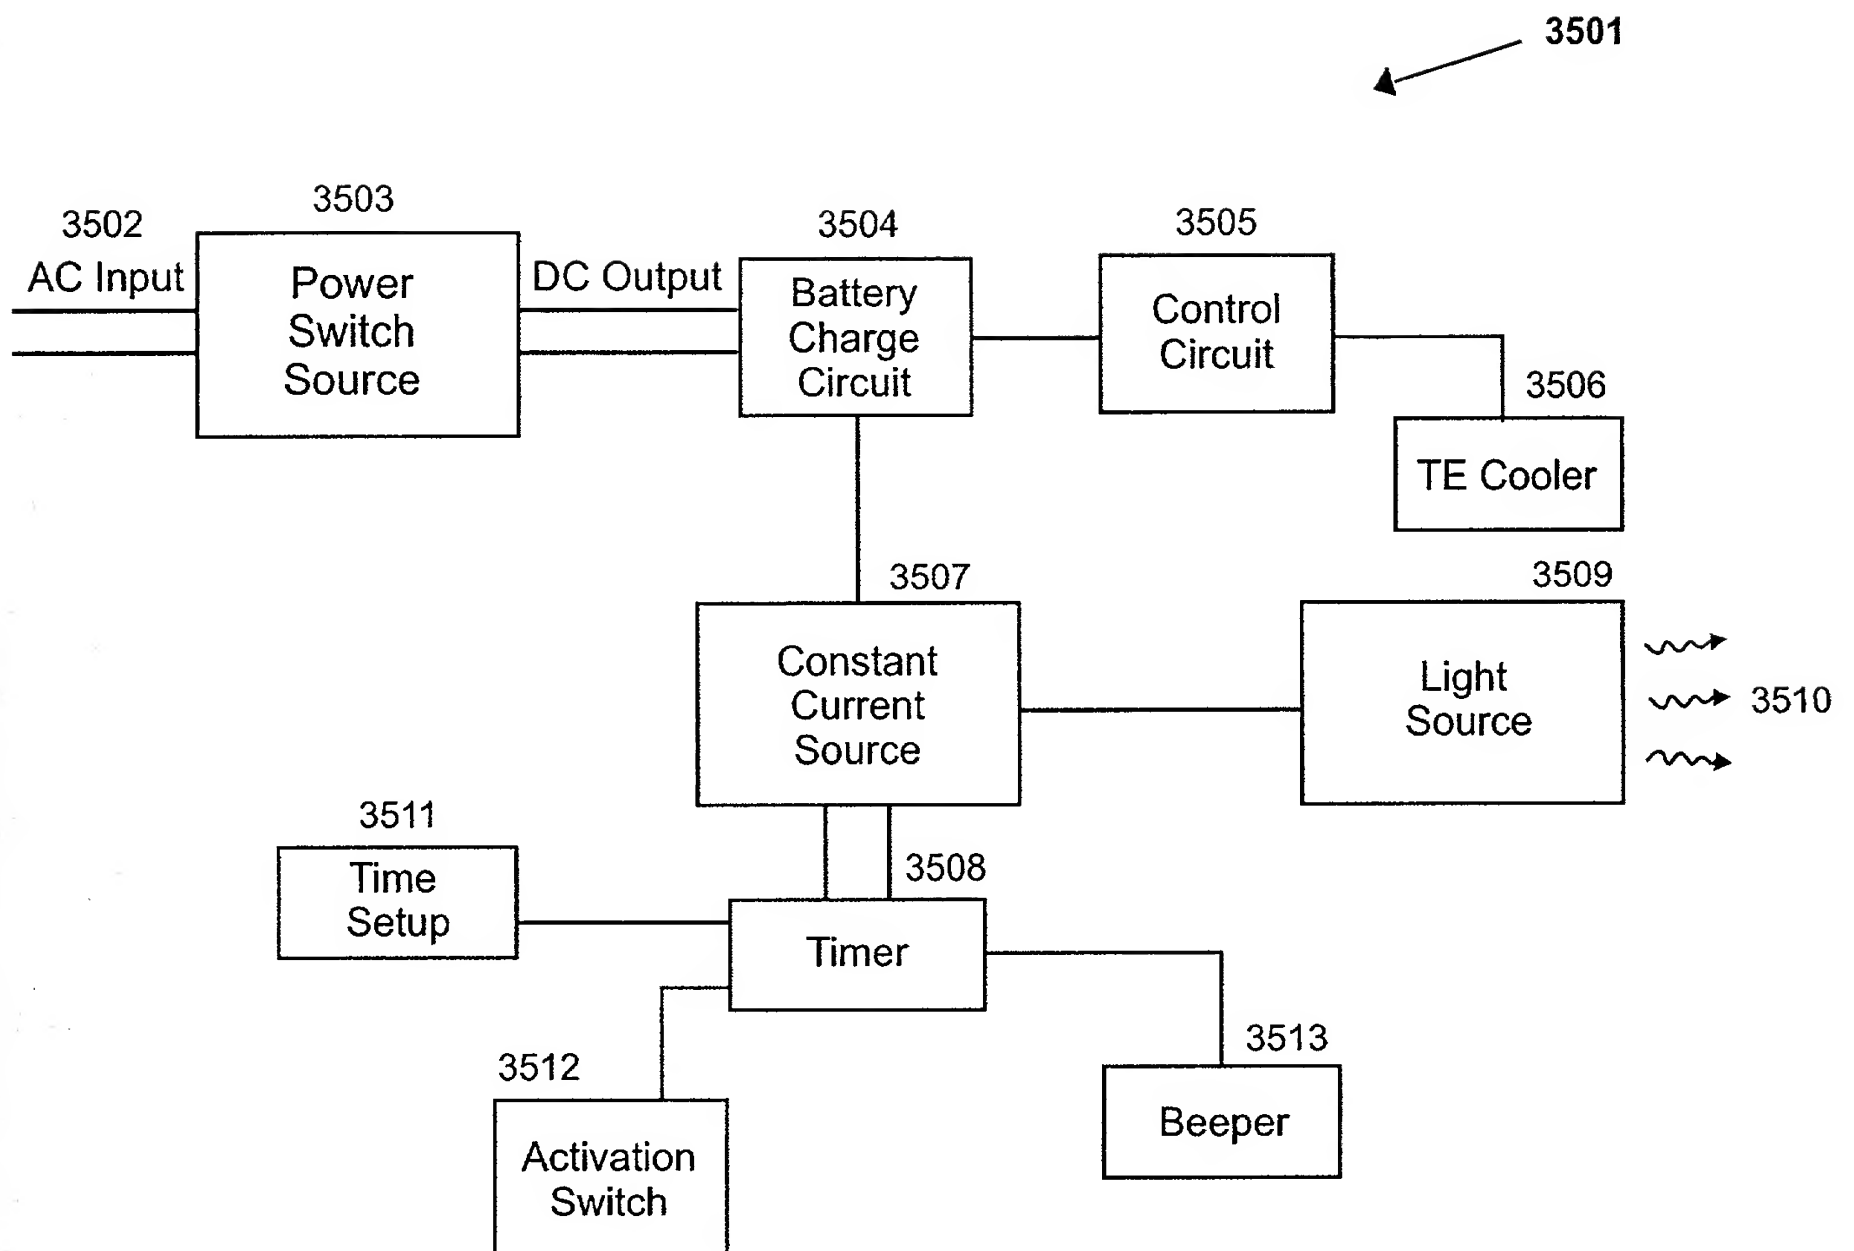 3501
3502
AC Input
3503
Power
Switch
Source
DC Output
3504
Battery
Charge
Circuit
3505
Control
Circuit
3506
TE Cooler
3507
Constant
Current
Source
3509
Light
Source
3510
3511
Time
Setup
3508
Timer
3512
Activation
Switch
3513
Beeper